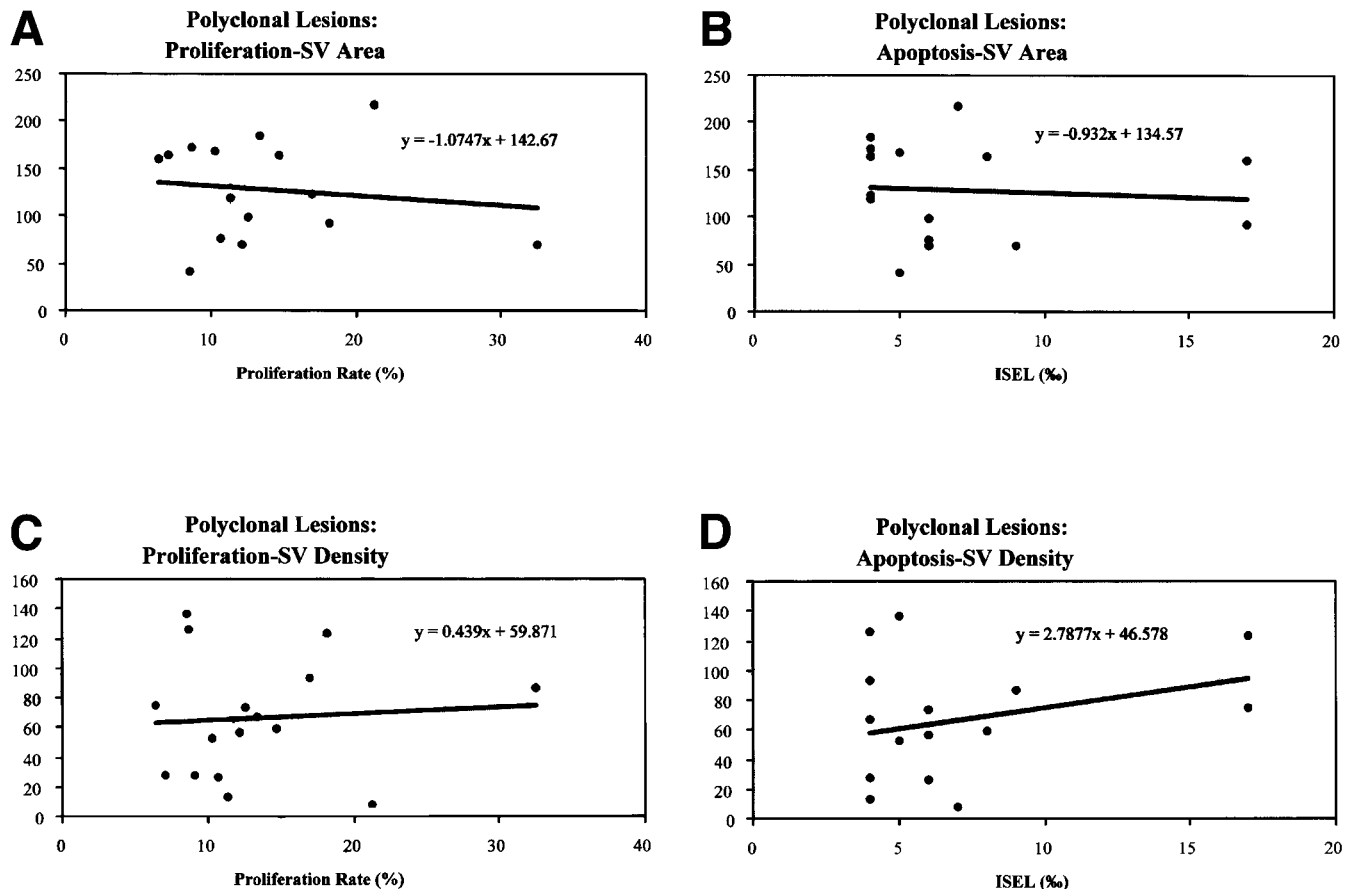 A
Polyclonal Lesions:
Proliferation-SV Area
250
200
150
100
50
0
y = -1.0747x + 142.67
0 10 20 30 40
Proliferation Rate (%)
B
Polyclonal Lesions:
Apoptosis-SV Area
250
200
150
100
50
0
y = -0.932x + 134.57
0 5 10 15 20
ISEL (‰)
C
Polyclonal Lesions:
Proliferation-SV Density
160
140
120
100
80
60
40
20
0
y = 0.439x + 59.871
0 10 20 30 40
Proliferation Rate (%)
D
Polyclonal Lesions:
Apoptosis-SV Density
160
140
120
100
80
60
40
20
0
y = 2.7877x + 46.578
0 5 10 15 20
ISEL (‰)